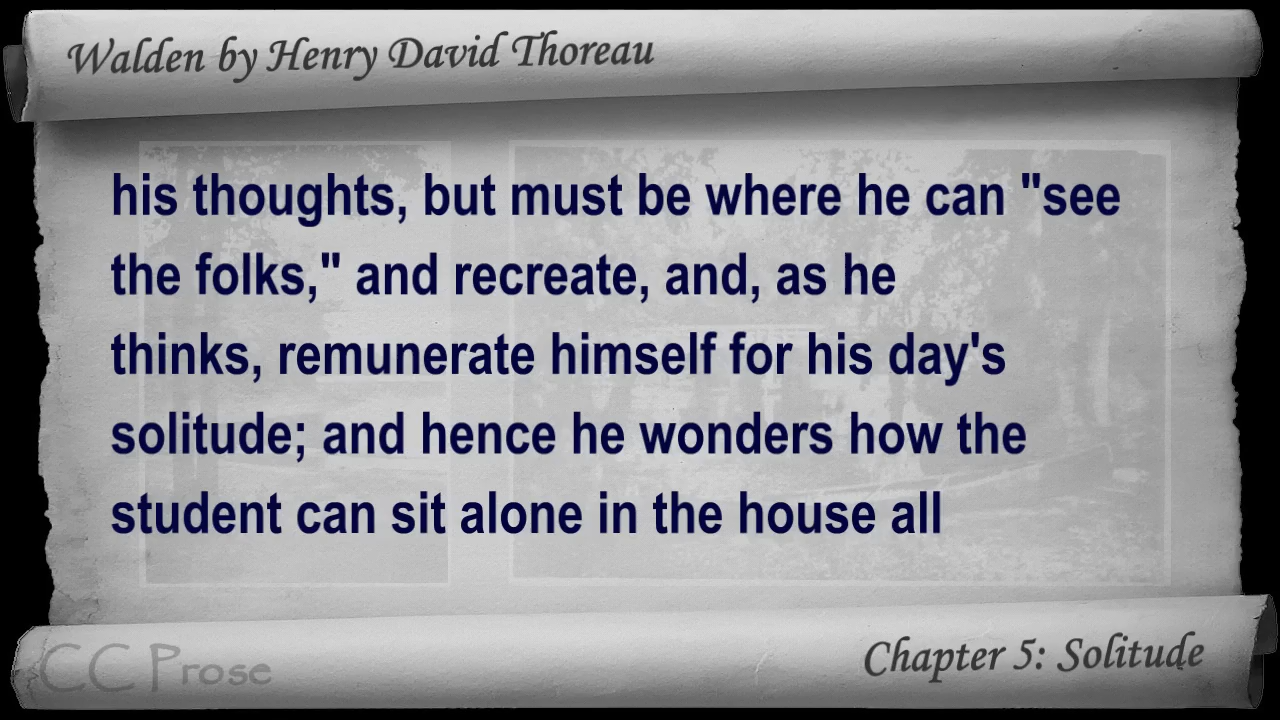 Walden by Henry David Thoreau
his thoughts, but must be where he can "see
the folks," and recreate, and, as he
thinks, remunerate himself for his day's
solitude; and hence he wonders how the
student can sit alone in the house all
CC Prose
Chapter 5: Solitude